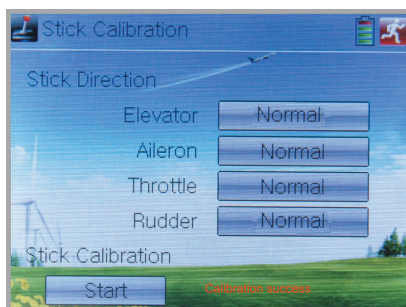 Stick Calibration
Stick Direction
Elevator Normal
Aileron Normal
Throttle Normal
Rudder Normal
Stick Calibration
Start Calibration success